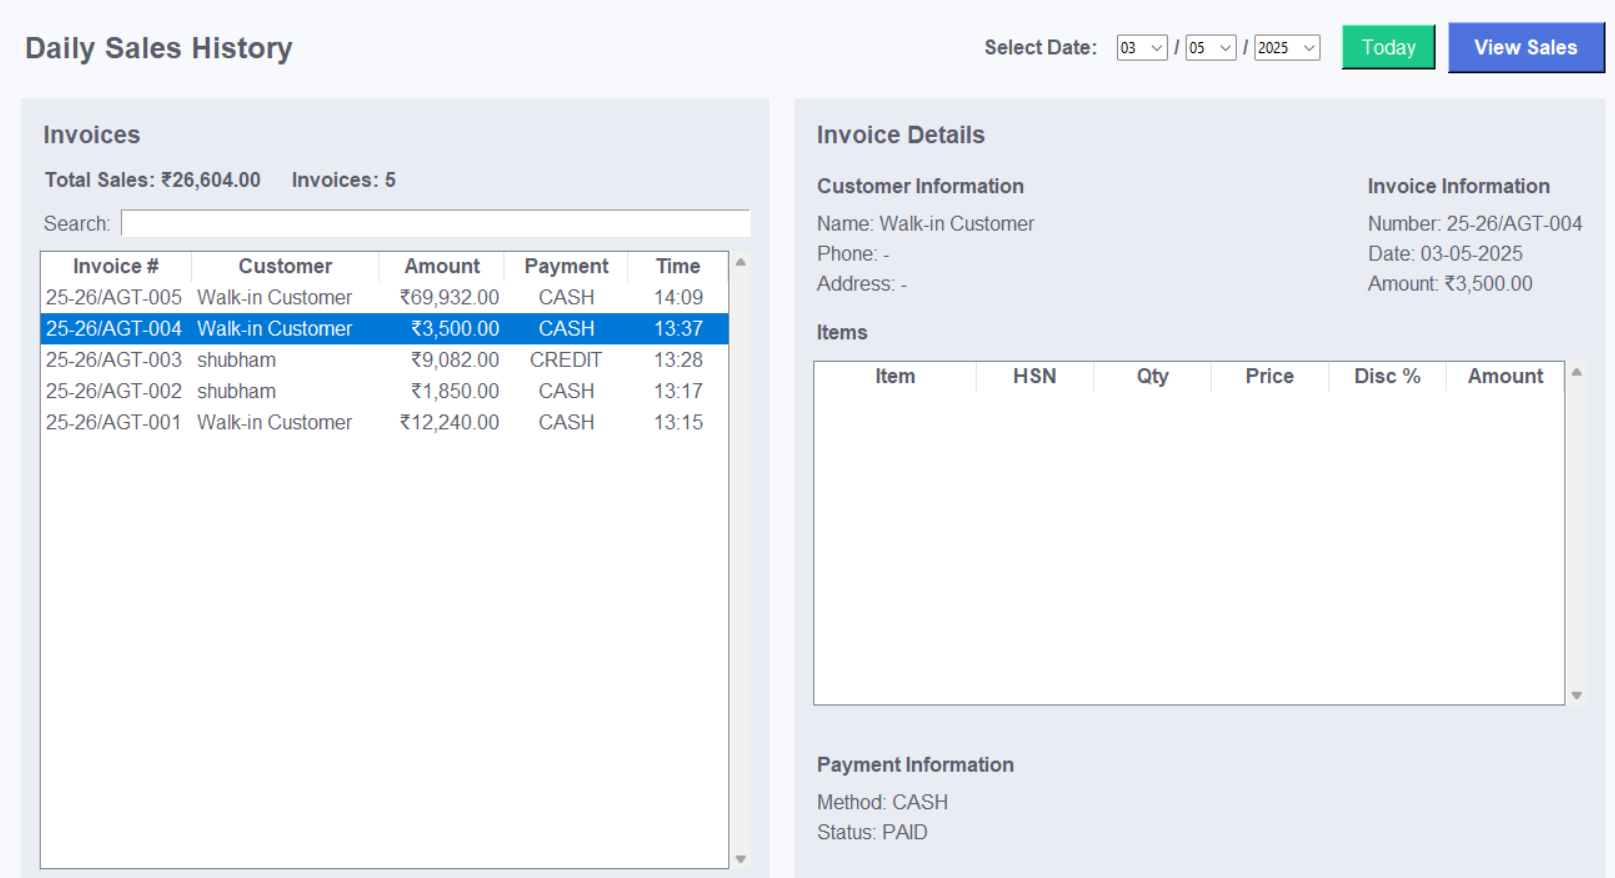 Daily Sales History
Select Date: 03 / 05 / 2025 Today View Sales
Invoices
Total Sales: ₹26,604.00 Invoices: 5
Search:
Invoice # Customer Amount Payment Time
25-26/AGT-005 Walk-in Customer ₹69,932.00 CASH 14:09
25-26/AGT-004 Walk-in Customer ₹3,500.00 CASH 13:37
25-26/AGT-003 shubham ₹9,082.00 CREDIT 13:28
25-26/AGT-002 shubham ₹1,850.00 CASH 13:17
25-26/AGT-001 Walk-in Customer ₹12,240.00 CASH 13:15
Invoice Details
Customer Information
Name: Walk-in Customer
Phone: -
Address: -
Invoice Information
Number: 25-26/AGT-004
Date: 03-05-2025
Amount: ₹3,500.00
Items
Item HSN Qty Price Disc % Amount
Payment Information
Method: CASH
Status: PAID